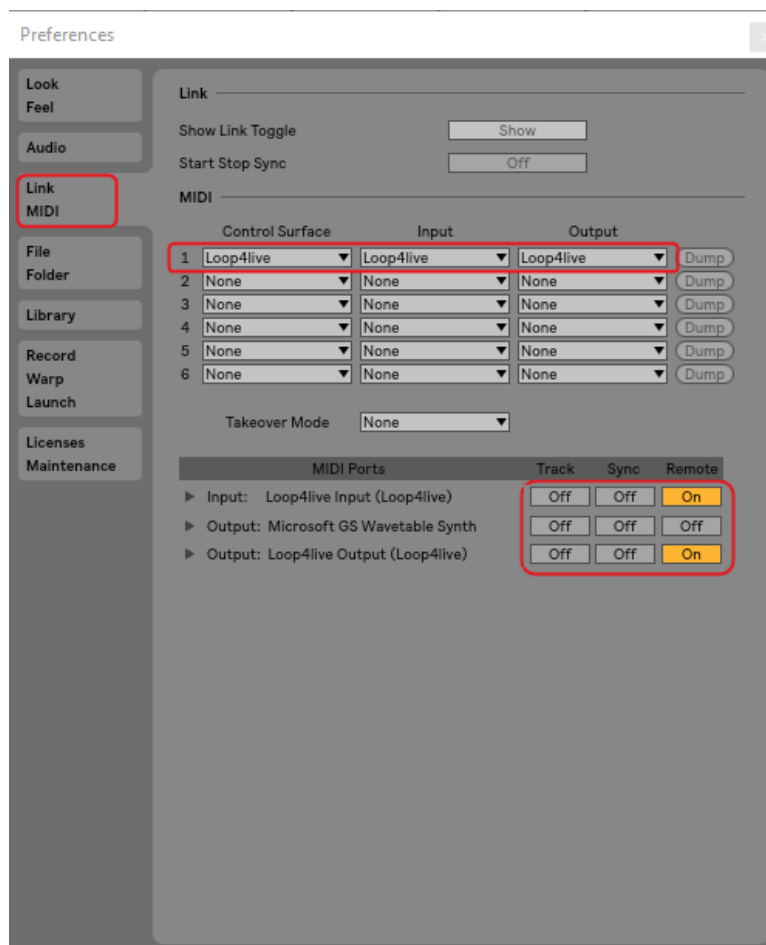 Preferences
Look
Feel
Audio
Link
MIDI
File
Folder
Library
Record
Warp
Launch
Licenses
Maintenance
Link
Show Link Toggle Show
Start Stop Sync Off
MIDI
Control Surface Input Output
1 Loop4live Loop4live Loop4live Dump
2 None None None Dump
3 None None None Dump
4 None None None Dump
5 None None None Dump
6 None None None Dump
Takeover Mode None
MIDI Ports Track Sync Remote
Input: Loop4live Input (Loop4live) Off Off On
Output: Microsoft GS Wavetable Synth Off Off Off
Output: Loop4live Output (Loop4live) Off Off On